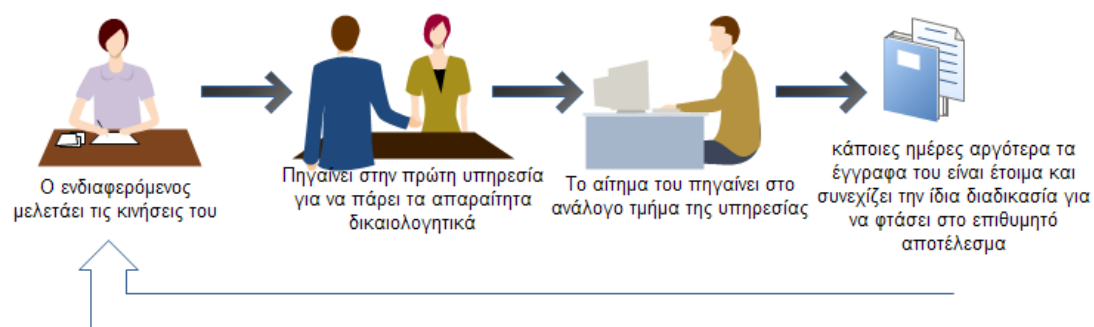 Ο ενδιαφερόμενος
μελετάει τις κινήσεις του
Πηγαίνει στην πρώτη υπηρεσία
για να πάρει τα απαραίτητα
δικαιολογητικά
Το αίτημα του πηγαίνει στο
ανάλογο τμήμα της υπηρεσίας
κάποιες ημέρες αργότερα τα
έγγραφα του είναι έτοιμα και
συνεχίζει την ίδια διαδικασία για
να φτάσει στο επιθυμητό
αποτέλεσμα